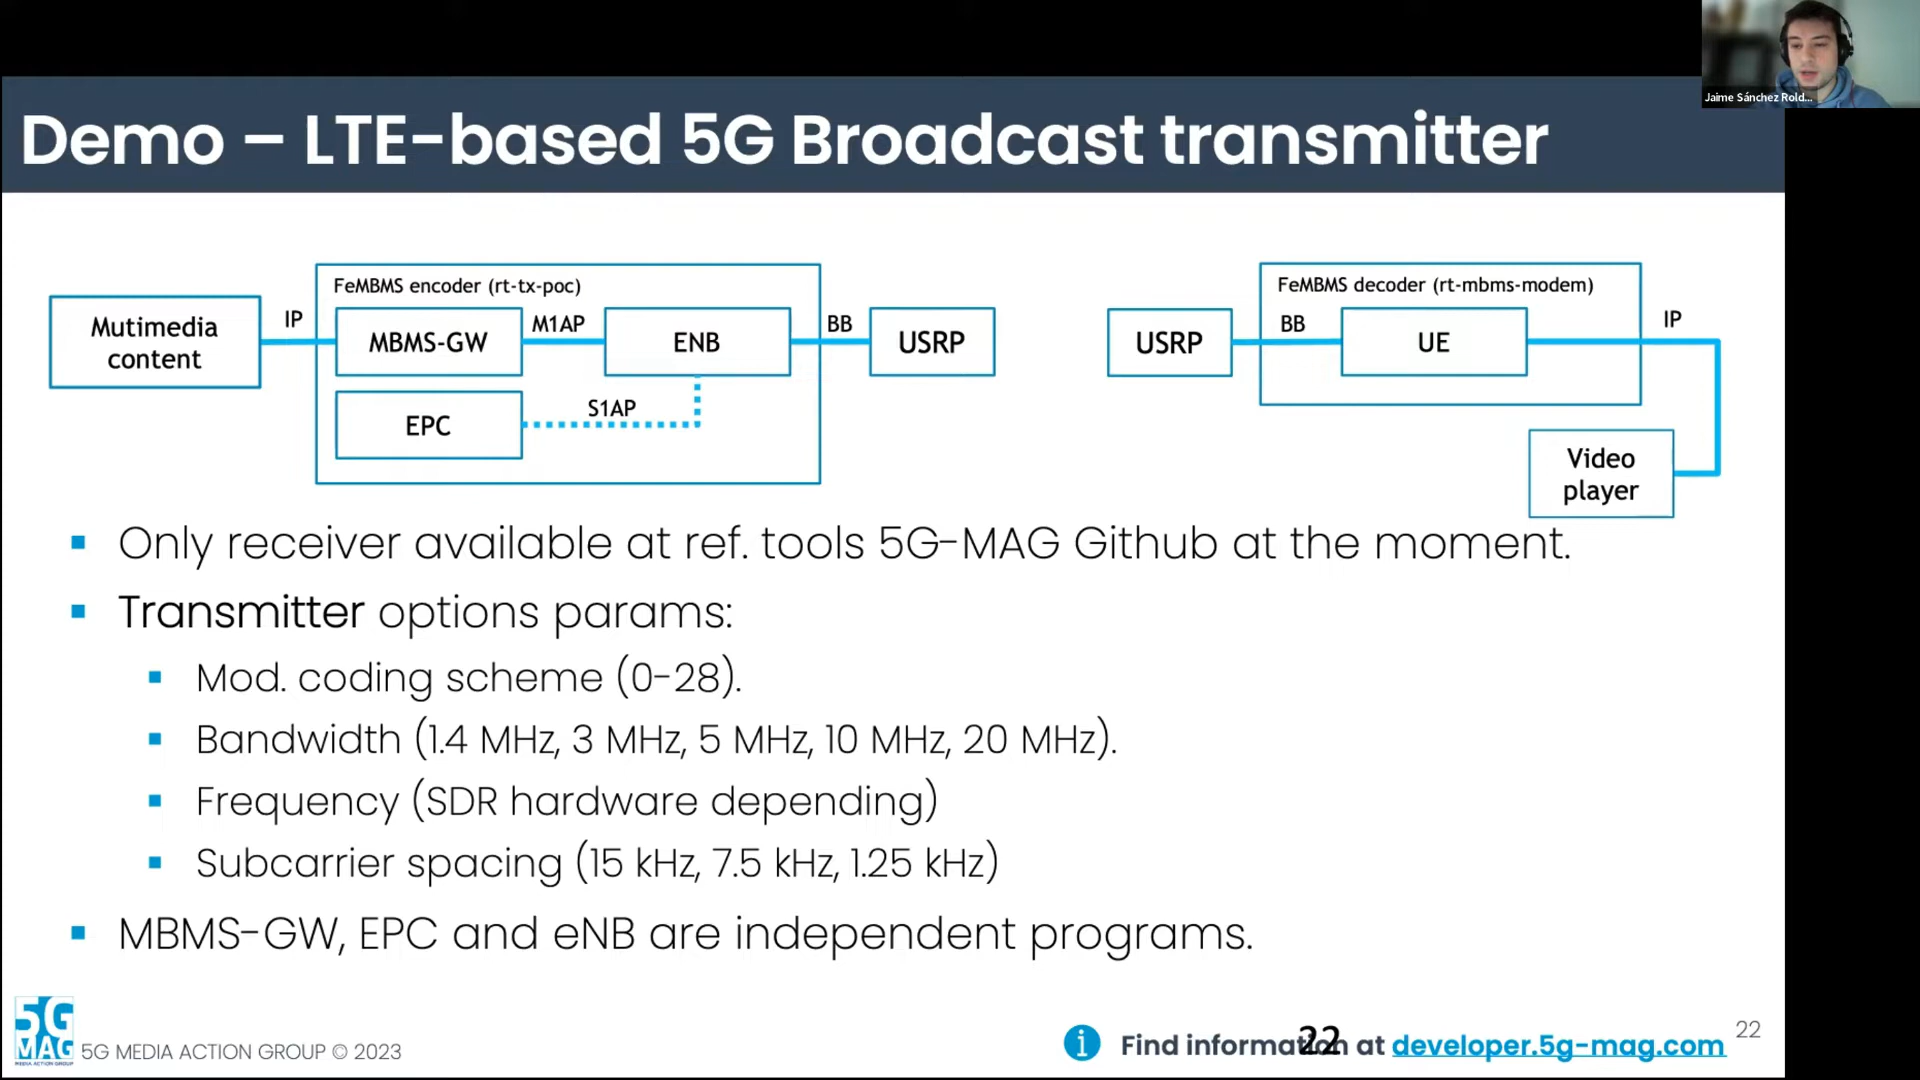 Jaime Sánchez Rold...
Demo – LTE-based 5G Broadcast transmitter
Mutimedia
content
IP
FeMBMS encoder (rt-tx-poc)
MBMS-GW
M1AP
ENB
EPC
S1AP
BB
USRP
USRP
BB
FeMBMS decoder (rt-mbms-modem)
UE
IP
Video
player
Only receiver available at ref. tools 5G-MAG Github at the moment.
Transmitter options params:
Mod. coding scheme (0-28).
Bandwidth (1.4 MHz, 3 MHz, 5 MHz, 10 MHz, 20 MHz).
Frequency (SDR hardware depending)
Subcarrier spacing (15 kHz, 7.5 kHz, 1.25 kHz)
MBMS-GW, EPC and eNB are independent programs.
5G
MAG
MEDIA ACTION GROUP
5G MEDIA ACTION GROUP © 2023
i
Find information at developer.5g-mag.com
22
22